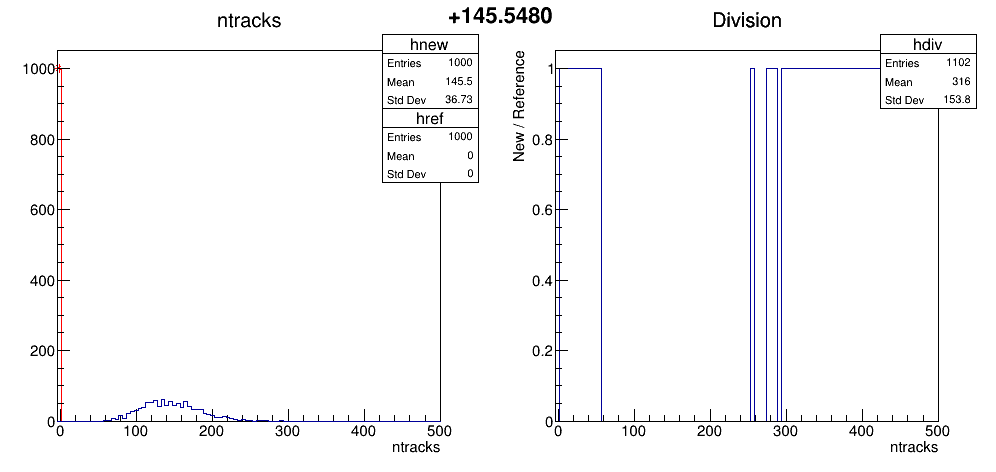 +145.5480
ntracks
hnew
Entries 1000
Mean 145.5
Std Dev 36.73
href
Entries 1000
Mean 0
Std Dev 0
1000
800
600
400
200
0
0 100 200 300 400 500
ntracks
Division
hdiv
Entries 1102
Mean 316
Std Dev 153.8
New / Reference
1
0.8
0.6
0.4
0.2
0
0 100 200 300 400 500
ntracks